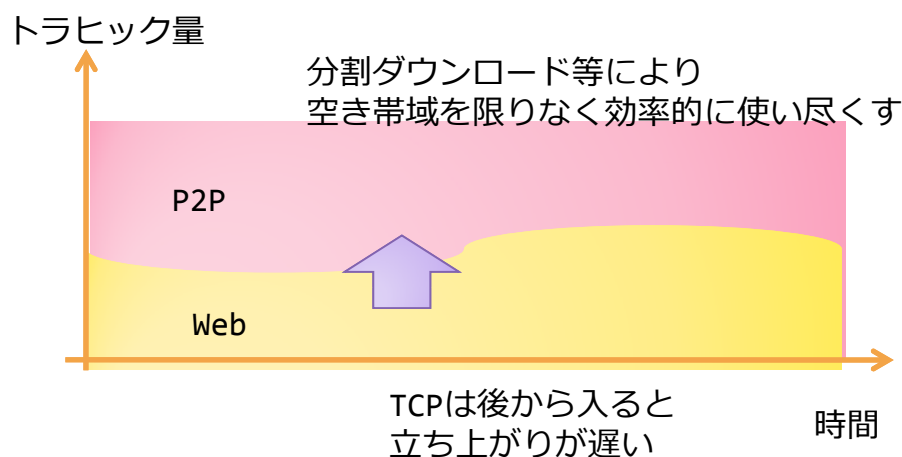 トラヒック量
分割ダウンロード等により
空き帯域を限りなく効率的に使い尽くす
P2P
Web
TCPは後から入ると
立ち上がりが遅い
時間